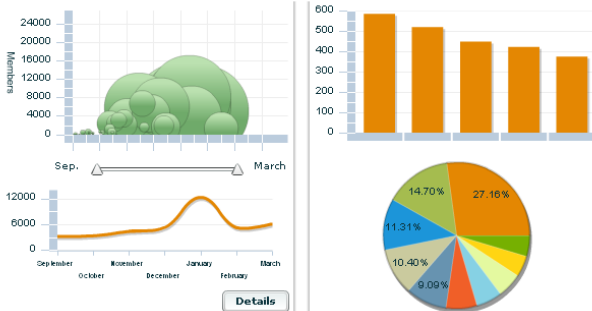 24000
20000
16000
12000
8000
4000
0
Members
Sep.
March
12000
6000
0
September
October
November
December
January
February
March
Details
600
500
400
300
200
100
0
27.16%
14.70%
11.31%
10.40%
9.09%